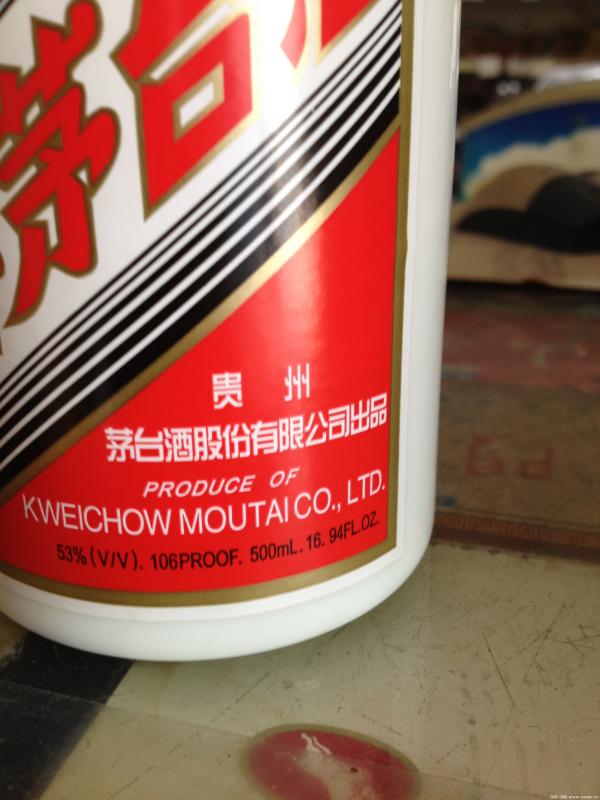 茅台
贵 州
茅台酒股份有限公司出品
PRODUCE OF
KWEICHOW MOUTAI CO., LTD.
53% (V/V). 106PROOF. 500mL. 16. 94FL.OZ.